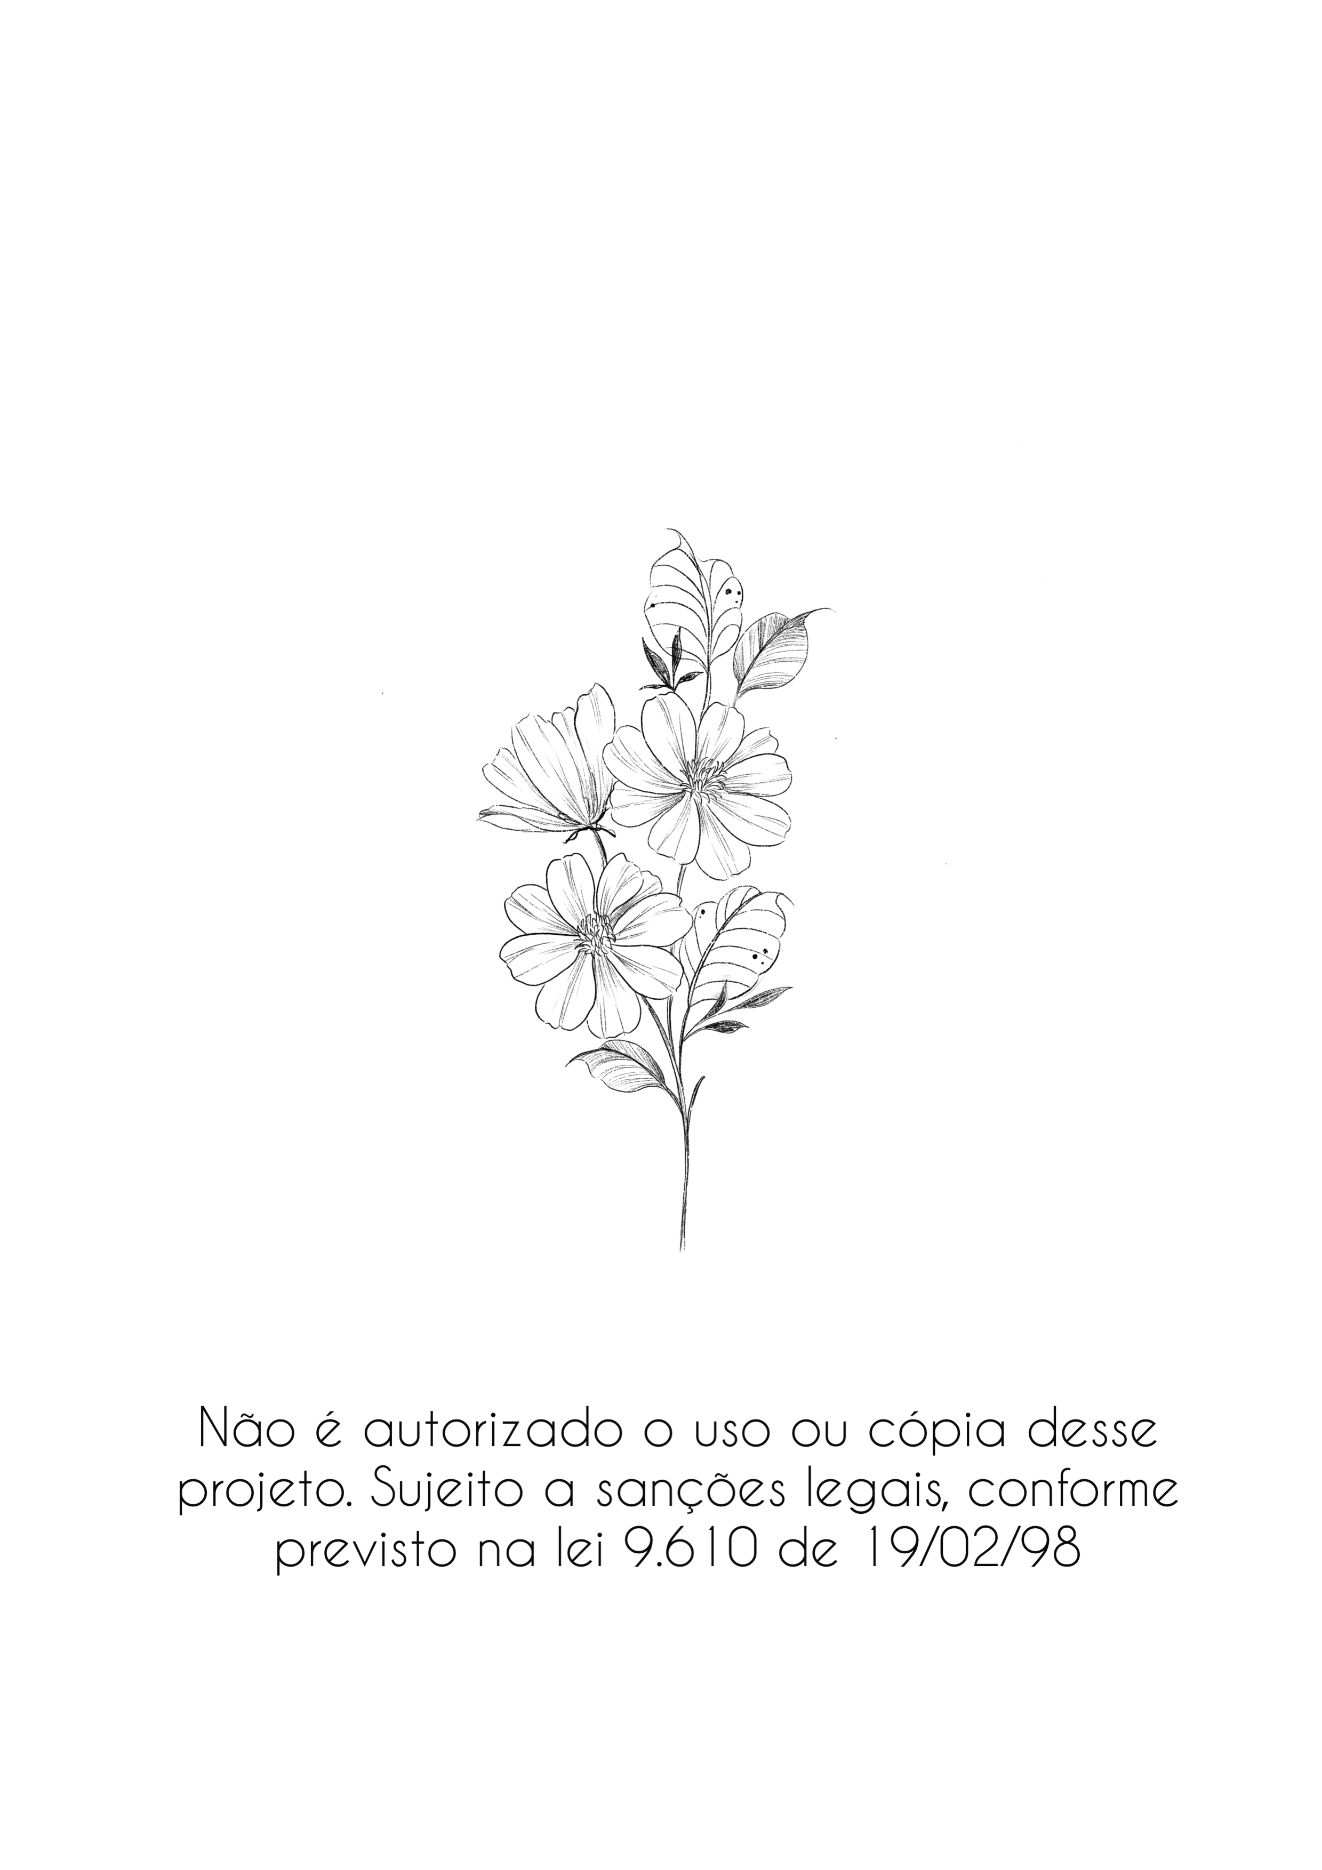 Não é autorizado o uso ou cópia desse
projeto. Sujeito a sanções legais, conforme
previsto na lei 9.610 de 19/02/98